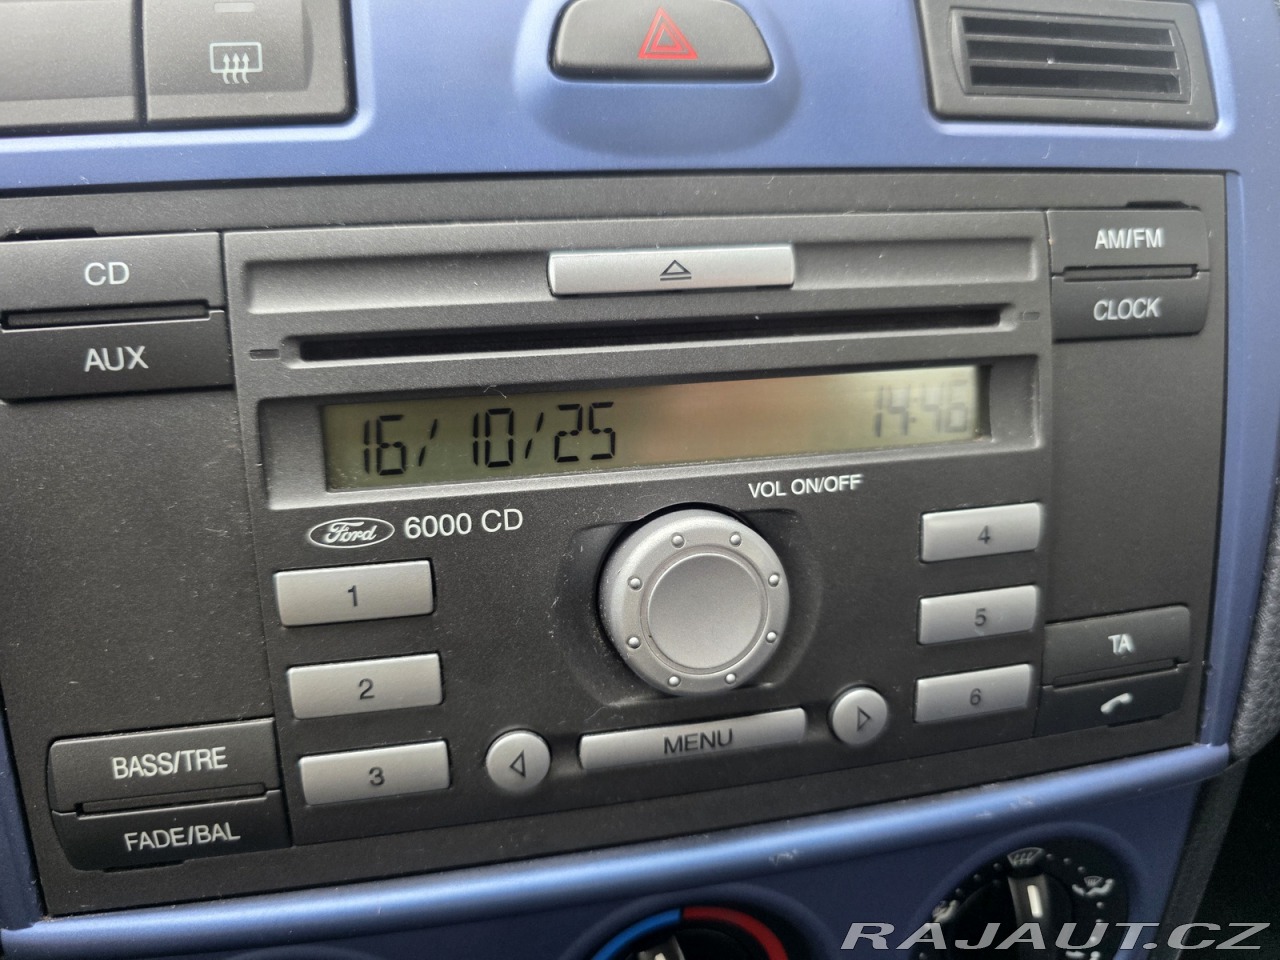 CD
AUX
AM/FM
CLOCK
16/10/25 14:46
VOL ON/OFF
Ford 6000 CD
1
2
3
4
5
6
TA
MENU
BASS/TRE
FADE/BAL
RAJAUT.CZ